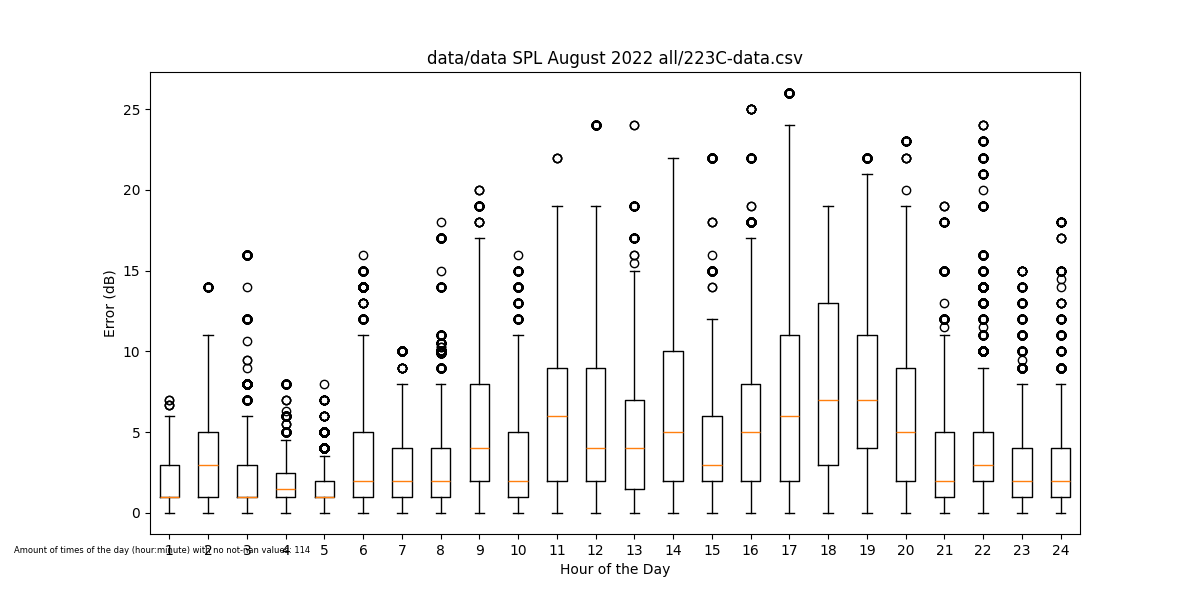 data/data SPL August 2022 all/223C-data.csv
Error (dB)
25
20
15
10
5
0
1 2 3 4 5 6 7 8 9 10 11 12 13 14 15 16 17 18 19 20 21 22 23 24
Amount of times of the day (hour:minute) with no not-nan values: 114
Hour of the Day